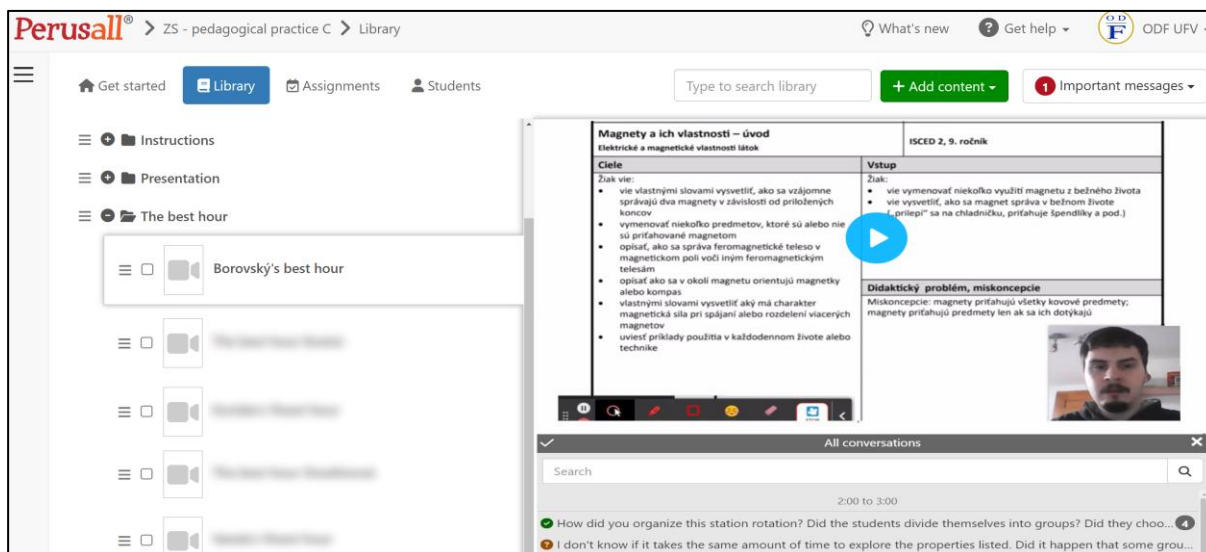 Perusall® > ZS - pedagogical practice C > Library
What's new
? Get help
O D
F
ODF UFV
Get started
Library
Assignments
Students
Type to search library
+ Add content
1 Important messages
Instructions
Presentation
The best hour
Borovský's best hour
Magnety a ich vlastnosti – úvod
Elektrické a magnetické vlastnosti látok
ISCED 2, 9. ročník
Ciele
Žiak vie:
• vie vlastnými slovami vysvetliť, ako sa vzájomne
správajú dva magnety v závislosti od priložených
koncov
• vymenovať niekoľko predmetov, ktoré sú alebo nie
sú priťahované magnetom
• opísať, ako sa správa feromagnetické teleso v
magnetickom poli voči iným feromagnetickým
telesám
• opísať ako sa v okolí magnetu orientujú magnetky
alebo kompas
• vlastnými slovami vysvetliť aký má charakter
magnetická sila pri spájaní alebo rozdelení viacerých
magnetov
• uviesť príklady použitia v každodennom živote alebo
technike
Vstup
Žiak:
• vie vymenovať niekoľko využití magnetu z bežného života
• vie vysvetliť, ako sa magnet správa v bežnom živote
(„prilepí“ sa na chladničku, priťahuje špendlíky a pod.)
Didaktický problém, miskoncepcie
Miskoncepcie: magnety priťahujú všetky kovové predmety;
magnety priťahujú predmety len ak sa ich dotýkajú
All conversations
Search
2:00 to 3:00
How did you organize this station rotation? Did the students divide themselves into groups? Did they choo... 4
? I don't know if it takes the same amount of time to explore the properties listed. Did it happen that some grou...